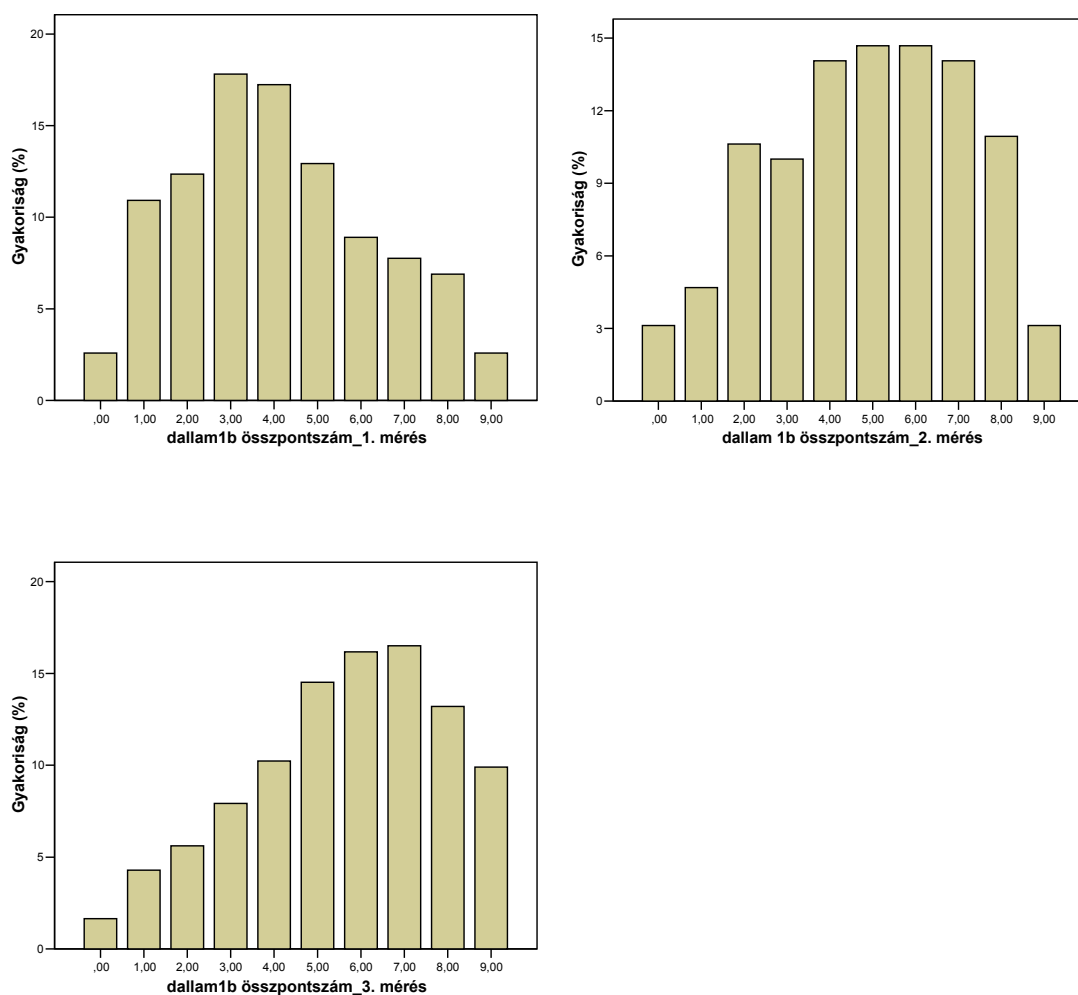 20
15
10
5
0
Gyakoriság (%)
,00 1,00 2,00 3,00 4,00 5,00 6,00 7,00 8,00 9,00
dallam1b összpontszám_1. mérés
15
12
9
6
3
0
Gyakoriság (%)
,00 1,00 2,00 3,00 4,00 5,00 6,00 7,00 8,00 9,00
dallam 1b összpontszám_2. mérés
20
15
10
5
0
Gyakoriság (%)
,00 1,00 2,00 3,00 4,00 5,00 6,00 7,00 8,00 9,00
dallam1b összpontszám_3. mérés